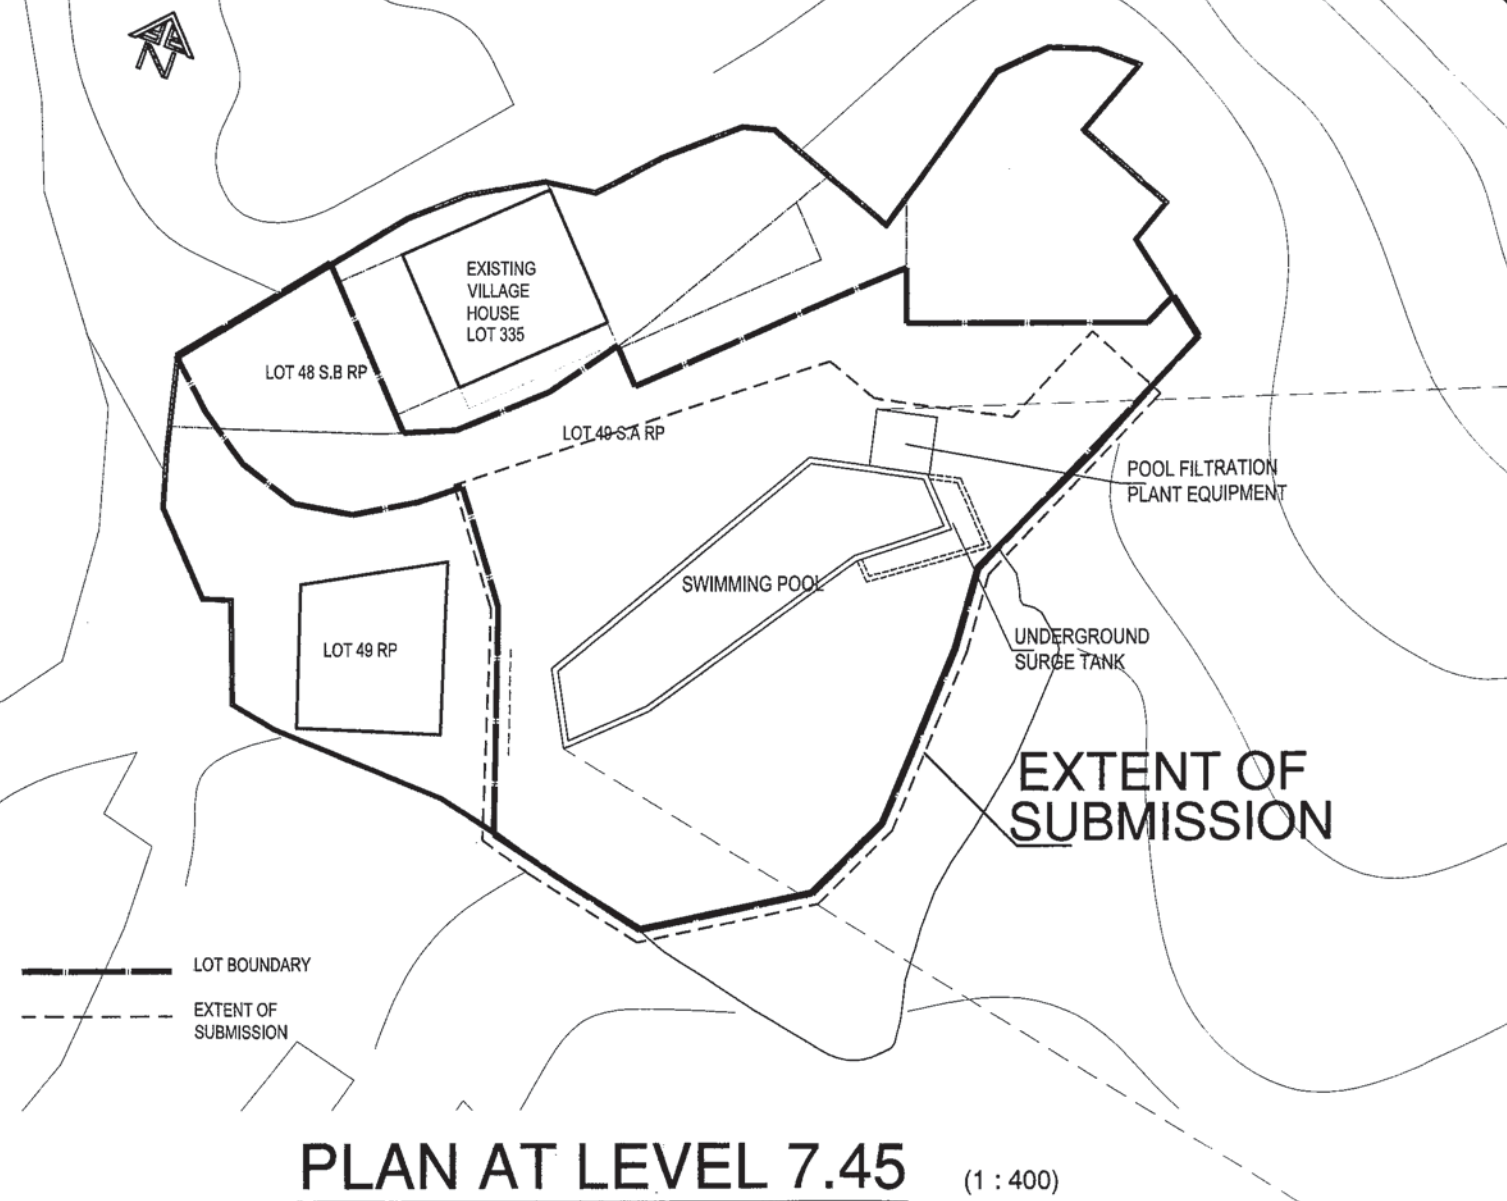 N
EXISTING
VILLAGE
HOUSE
LOT 335
LOT 48 S.B RP
LOT 49 S.A RP
POOL FILTRATION
PLANT EQUIPMENT
SWIMMING POOL
UNDERGROUND
SURGE TANK
LOT 49 RP
EXTENT OF
SUBMISSION
LOT BOUNDARY
EXTENT OF
SUBMISSION
PLAN AT LEVEL 7.45 (1 : 400)